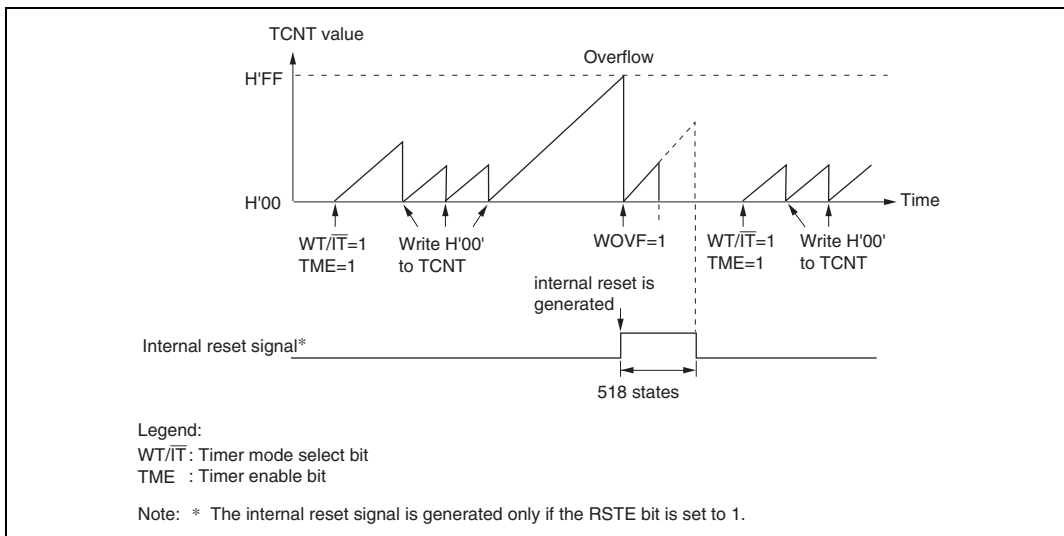 TCNT value
Overflow
H'FF
H'00
Time
WT/IT=1
TME=1
Write H'00'
to TCNT
WOVF=1
WT/IT=1
TME=1
Write H'00'
to TCNT
internal reset is
generated
Internal reset signal*
518 states
Legend:
WT/IT : Timer mode select bit
TME : Timer enable bit
Note: * The internal reset signal is generated only if the RSTE bit is set to 1.